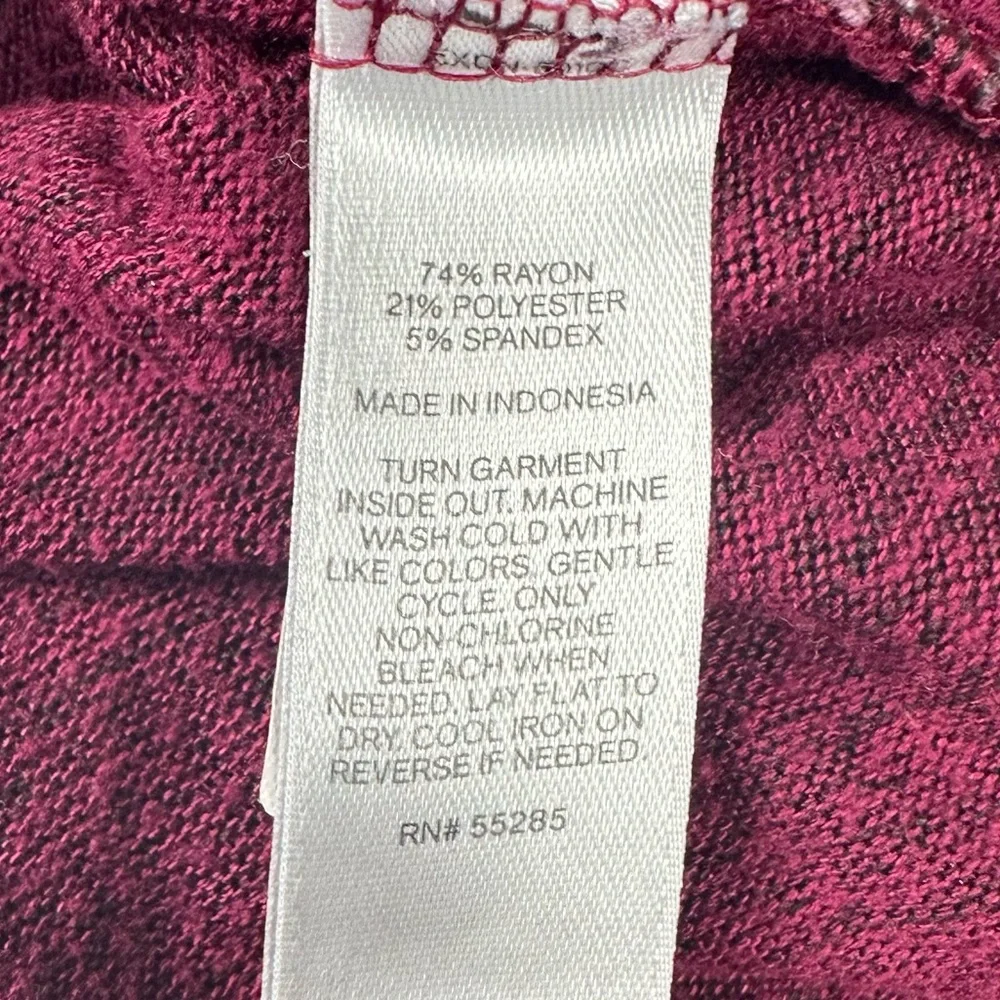 74% RAYON
21% POLYESTER
5% SPANDEX
MADE IN INDONESIA
TURN GARMENT
INSIDE OUT. MACHINE
WASH COLD WITH
LIKE COLORS. GENTLE
CYCLE. ONLY
NON-CHLORINE
BLEACH WHEN
NEEDED. LAY FLAT TO
DRY. COOL IRON ON
REVERSE IF NEEDED
RN# 55285